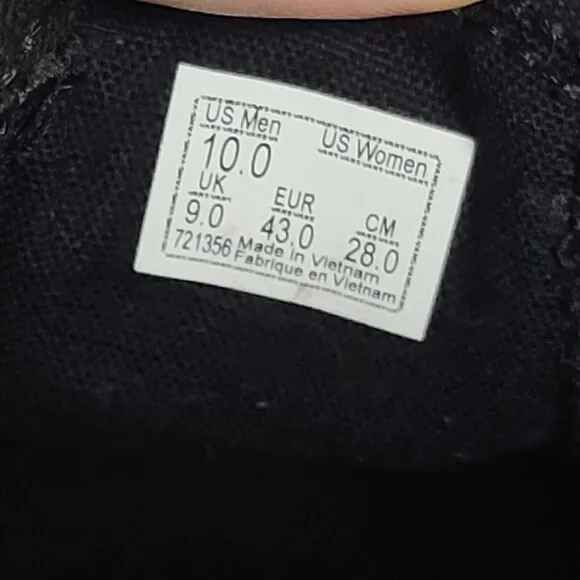 US Men US Women
10.0
UK EUR CM
9.0 43.0 28.0
721356 Made in Vietnam
Fabrique en Vietnam